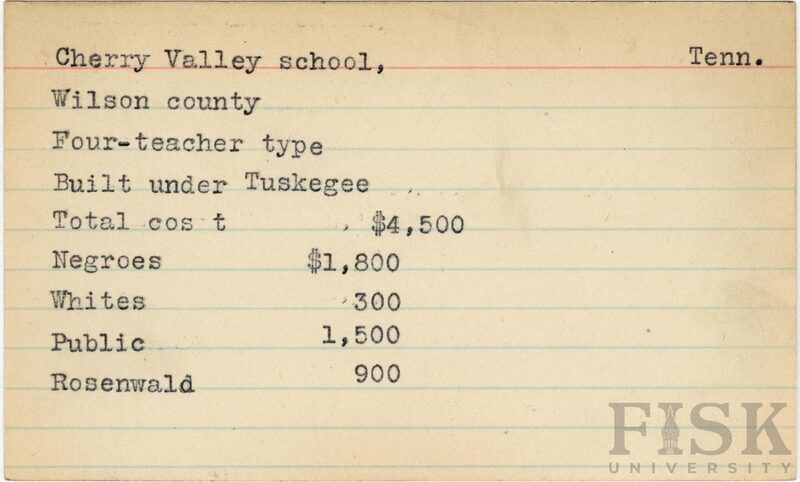 Cherry Valley school, Tenn.
Wilson county
Four-teacher type
Built under Tuskegee
Total cos t $4,500
Negroes $1,800
Whites 300
Public 1,500
Rosenwald 900
FISK
UNIVERSITY